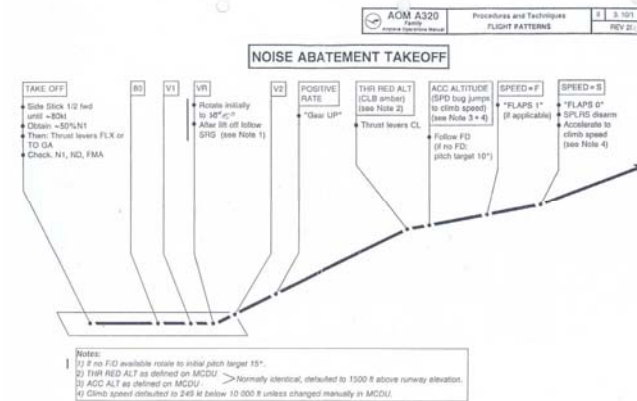 AOM A320
Family
Airplane Operations Manual
Procedures and Techniques
FLIGHT PATTERNS
NOISE ABATEMENT TAKEOFF
TAKE OFF
Side Stick 1/2 fwd
until ≈80kt
Obtain ≈50%N1
Then: Thrust levers FLX or
TO GA
Check. N1, ND, FMA
80
V1
VR
Rotate initially
to
After lift off follow
SRS (see Note 1)
V2
POSITIVE
RATE
"Gear UP"
THR RED ALT
(CLB amber)
(see Note 2)
Thrust levers CL
ACC ALTITUDE
(SPD bug jumps
to climb speed)
(see Note 3 + 4)
Follow FD
(if no FD:
pitch target 10°)
SPEED=F
"FLAPS 1"
(if applicable)
SPEED=S
"FLAPS 0"
SPLRS disarm
Accelerate to
climb speed
(see Note 4)
Notes:
1) If no F/D available rotate to initial pitch target 15°.
2) THR RED ALT as defined on MCDU
3) ACC ALT as defined on MCDU
Normally identical, defaulted to 1500 ft above runway elevation.
4) Climb speed defaulted to 249 kt below 10 000 ft unless changed manually in MCDU.